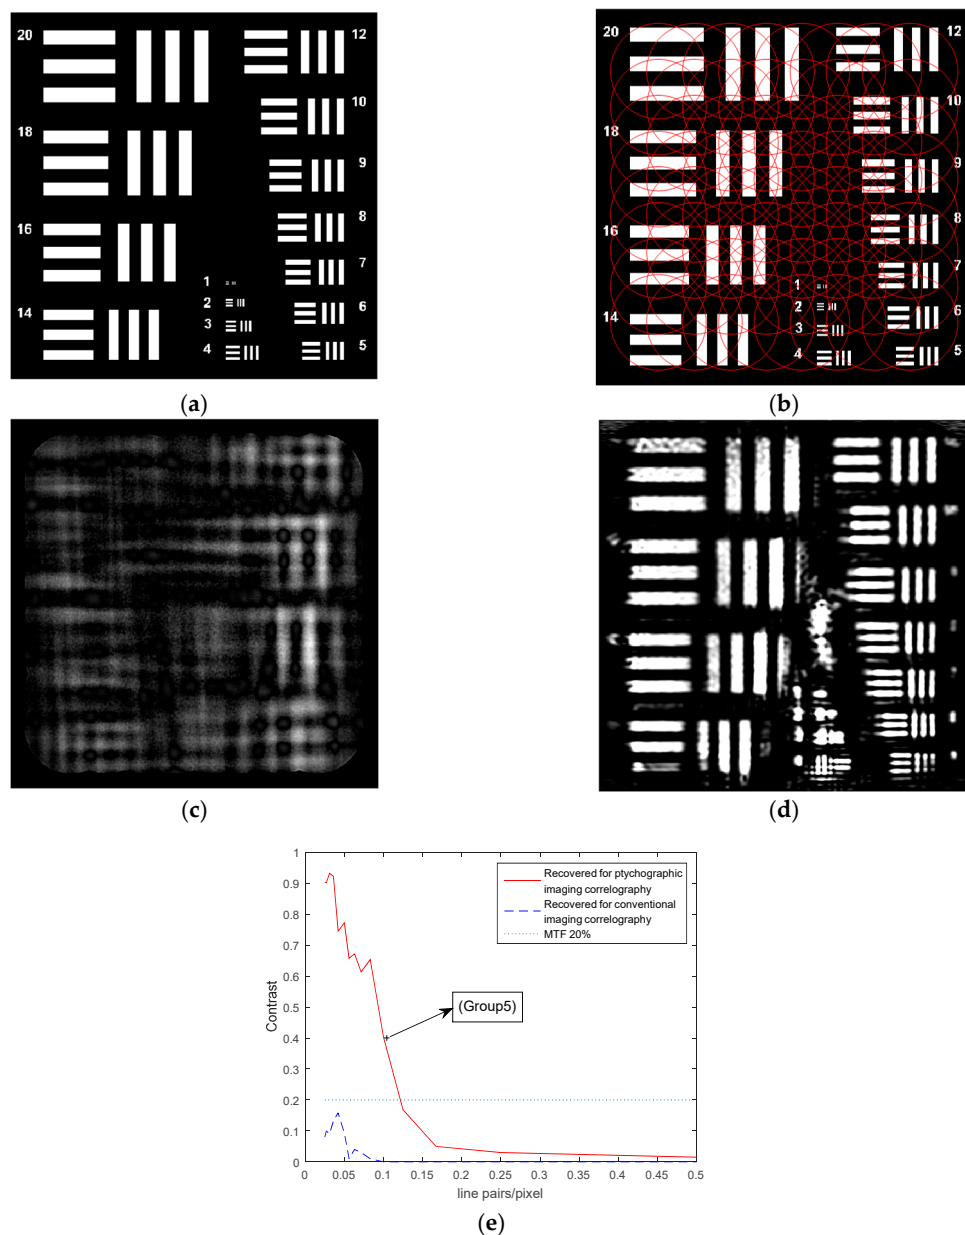 20
18
16
14
12
10
9
8
7
6
5
1
2
3
4
(a)
20
18
16
14
12
10
9
8
7
6
5
1
2
3
4
(b)
(c)
(d)
Contrast
1
0.9
0.8
0.7
0.6
0.5
0.4
0.3
0.2
0.1
0
Recovered for ptychographic
imaging correlography
Recovered for conventional
imaging correlography
MTF 20%
(Group5)
0 0.05 0.1 0.15 0.2 0.25 0.3 0.35 0.4 0.45 0.5
line pairs/pixel
(e)